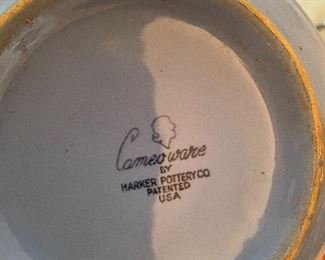 Cameoware
BY
HARKER POTTERY CO.
PATENTED
USA